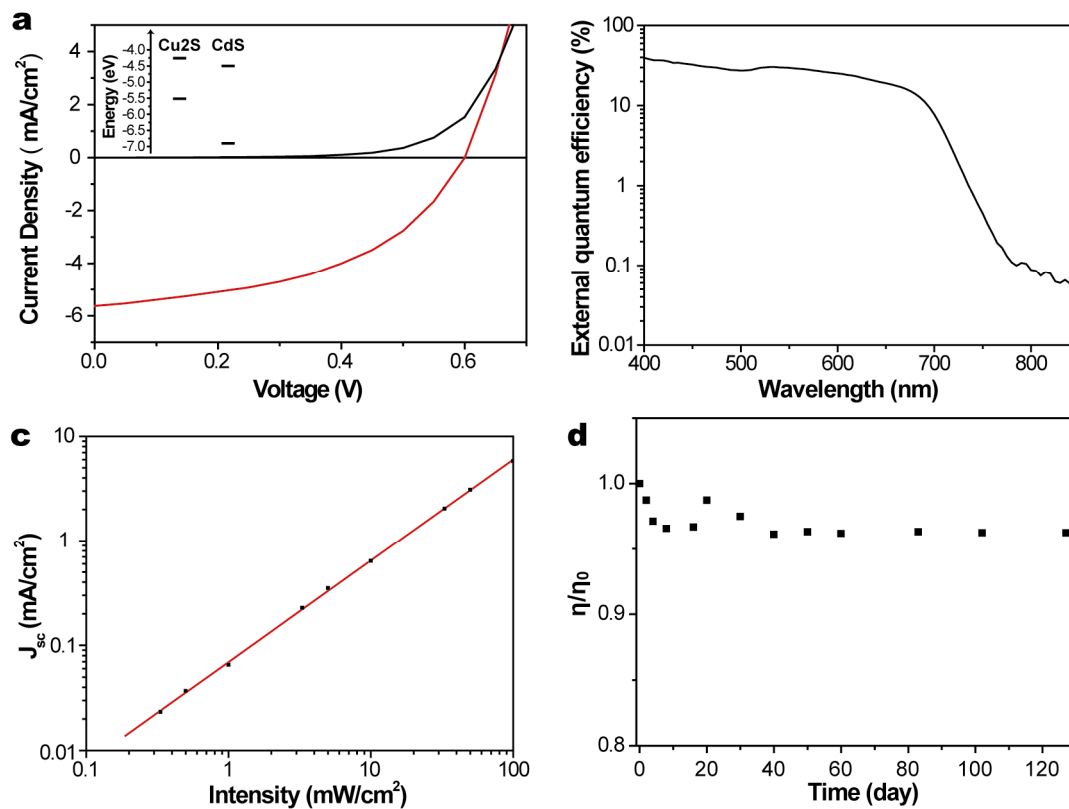 a
Current Density ( mA/cm²)
4
2
0
-2
-4
-6
0.0 0.2 0.4 0.6
Voltage (V)
Energy (eV)
Cu2S CdS
-4.0
-4.5
-5.0
-5.5
-6.0
-6.5
-7.0
External quantum efficiency (%)
100
10
1
0.1
0.01
400 500 600 700 800
Wavelength (nm)
c
Jsc (mA/cm²)
10
1
0.1
0.01
0.1 1 10 100
Intensity (mW/cm²)
d
η/η0
1.0
0.9
0.8
0 20 40 60 80 100 120
Time (day)